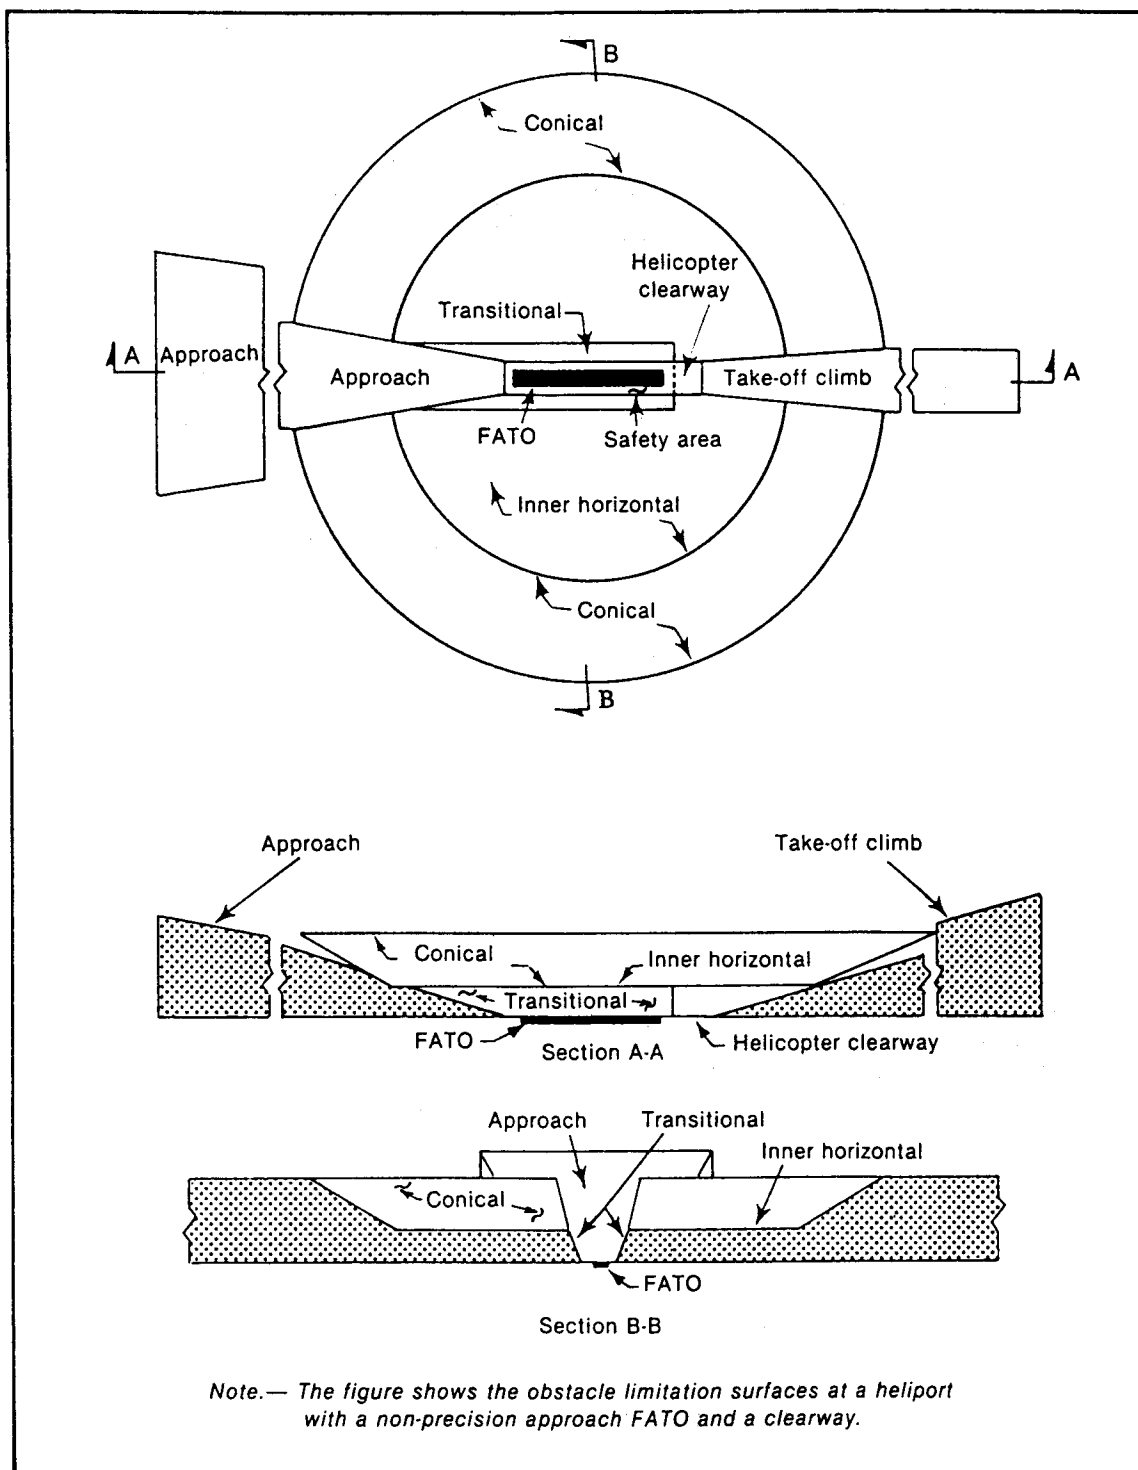 B
Conical
Helicopter
clearway
Transitional
A
Approach
Approach
Take-off climb
A
FATO
Safety area
Inner horizontal
Conical
B
Approach
Take-off climb
Conical
Inner horizontal
Transitional
FATO
Helicopter clearway
Section A-A
Approach
Transitional
Inner horizontal
Conical
FATO
Section B-B
Note.— The figure shows the obstacle limitation surfaces at a heliport
with a non-precision approach FATO and a clearway.